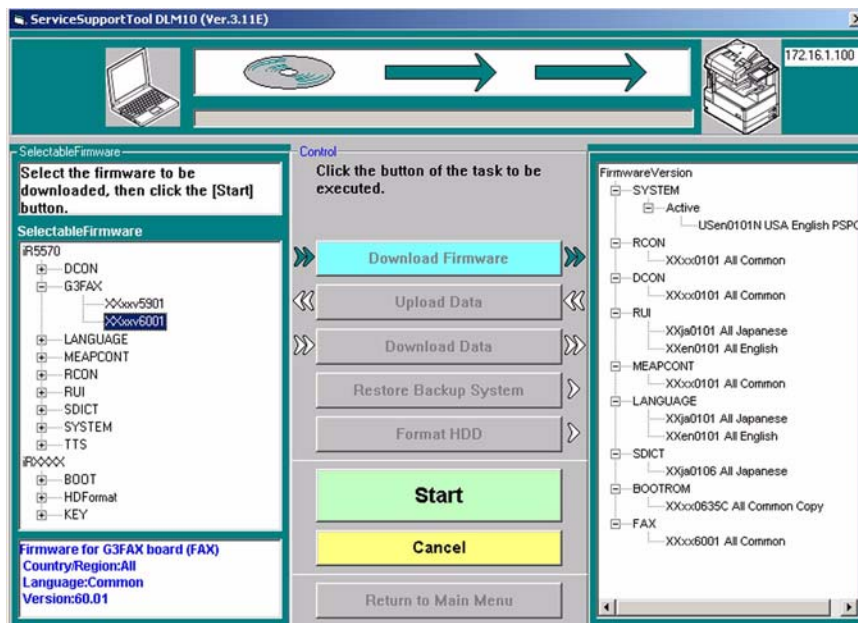 ServiceSupportTool DLM10 (Ver.3.11E)
172.16.1.100
SelectableFirmware
Select the firmware to be
downloaded, then click the [Start]
button.
SelectableFirmware
iR5570
DCON
G3FAX
XXxxv5901
XXxxv6001
LANGUAGE
MEAPCONT
RCON
RUI
SDICT
SYSTEM
TTS
iRXXXX
BOOT
HDFormat
KEY
Firmware for G3FAX board (FAX)
Country/Region:All
Language:Common
Version:60.01
Control
Click the button of the task to be
executed.
Download Firmware
Upload Data
Download Data
Restore Backup System
Format HDD
Start
Cancel
Return to Main Menu
FirmwareVersion
SYSTEM
Active
USen0101N USA English PSPC
RCON
XXxx0101 All Common
DCON
XXxx0101 All Common
RUI
XXja0101 All Japanese
XXen0101 All English
MEAPCONT
XXxx0101 All Common
LANGUAGE
XXja0101 All Japanese
XXen0101 All English
SDICT
XXja0106 All Japanese
BOOTROM
XXxx0635C All Common Copy
FAX
XXxx6001 All Common